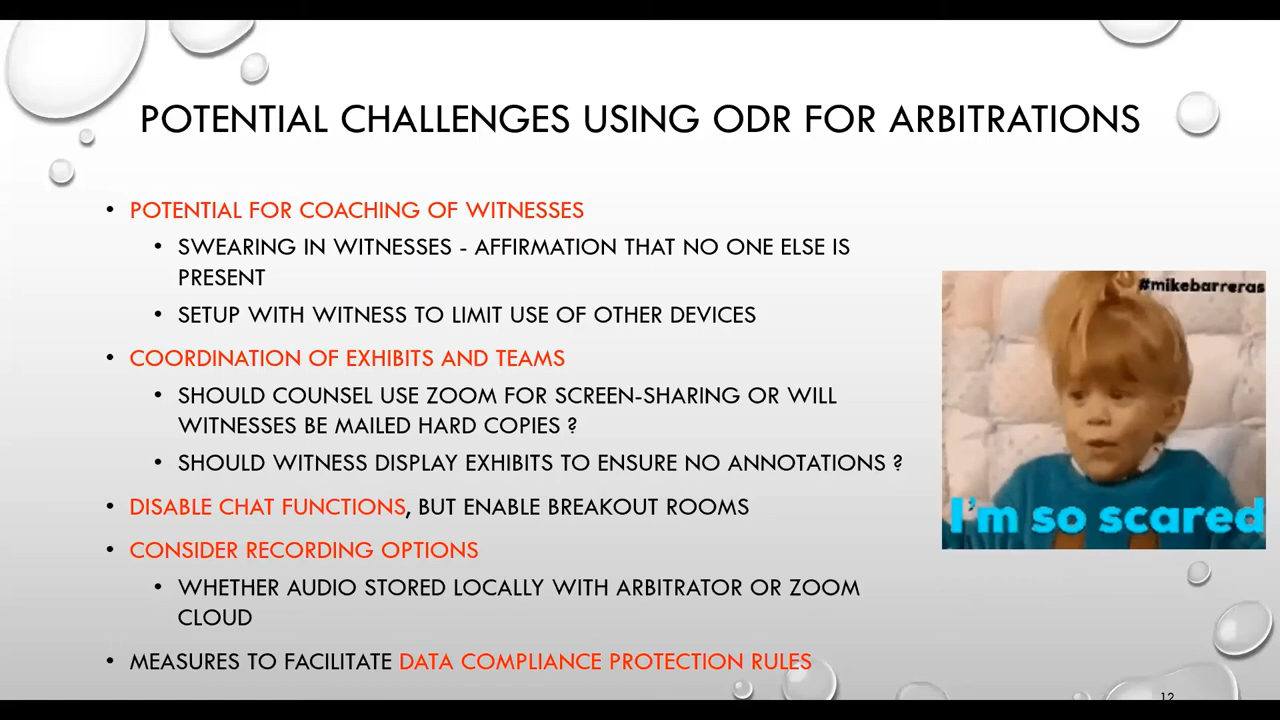 POTENTIAL CHALLENGES USING ODR FOR ARBITRATIONS
• POTENTIAL FOR COACHING OF WITNESSES
• SWEARING IN WITNESSES - AFFIRMATION THAT NO ONE ELSE IS
PRESENT
• SETUP WITH WITNESS TO LIMIT USE OF OTHER DEVICES
• COORDINATION OF EXHIBITS AND TEAMS
• SHOULD COUNSEL USE ZOOM FOR SCREEN-SHARING OR WILL
WITNESSES BE MAILED HARD COPIES ?
• SHOULD WITNESS DISPLAY EXHIBITS TO ENSURE NO ANNOTATIONS ?
• DISABLE CHAT FUNCTIONS, BUT ENABLE BREAKOUT ROOMS
• CONSIDER RECORDING OPTIONS
• WHETHER AUDIO STORED LOCALLY WITH ARBITRATOR OR ZOOM
CLOUD
• MEASURES TO FACILITATE DATA COMPLIANCE PROTECTION RULES
#mikebarreras
I'm so scared
12